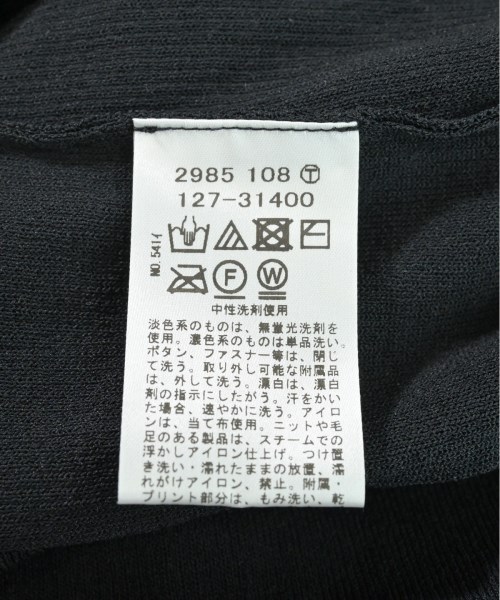 2985 108 Ⓣ
127-31400
NO.541イ
F W
中性洗剤使用
淡色系のものは、無蛍光洗剤を
使用。濃色系のものは単品洗い。
ボタン、ファスナー等は、閉じ
て洗う。取り外し可能な附属品
は、外して洗う。漂白は、漂白
剤の指示にしたがう。汗をかい
た場合、速やかに洗う。アイロ
ンは、当て布使用。ニットや毛
足のある製品は、スチームでの
浮かしアイロン仕上げ。つけ置
き洗い・濡れたままの放置、濡
れがけアイロン、禁止。附属・
プリント部分は、もみ洗い、乾